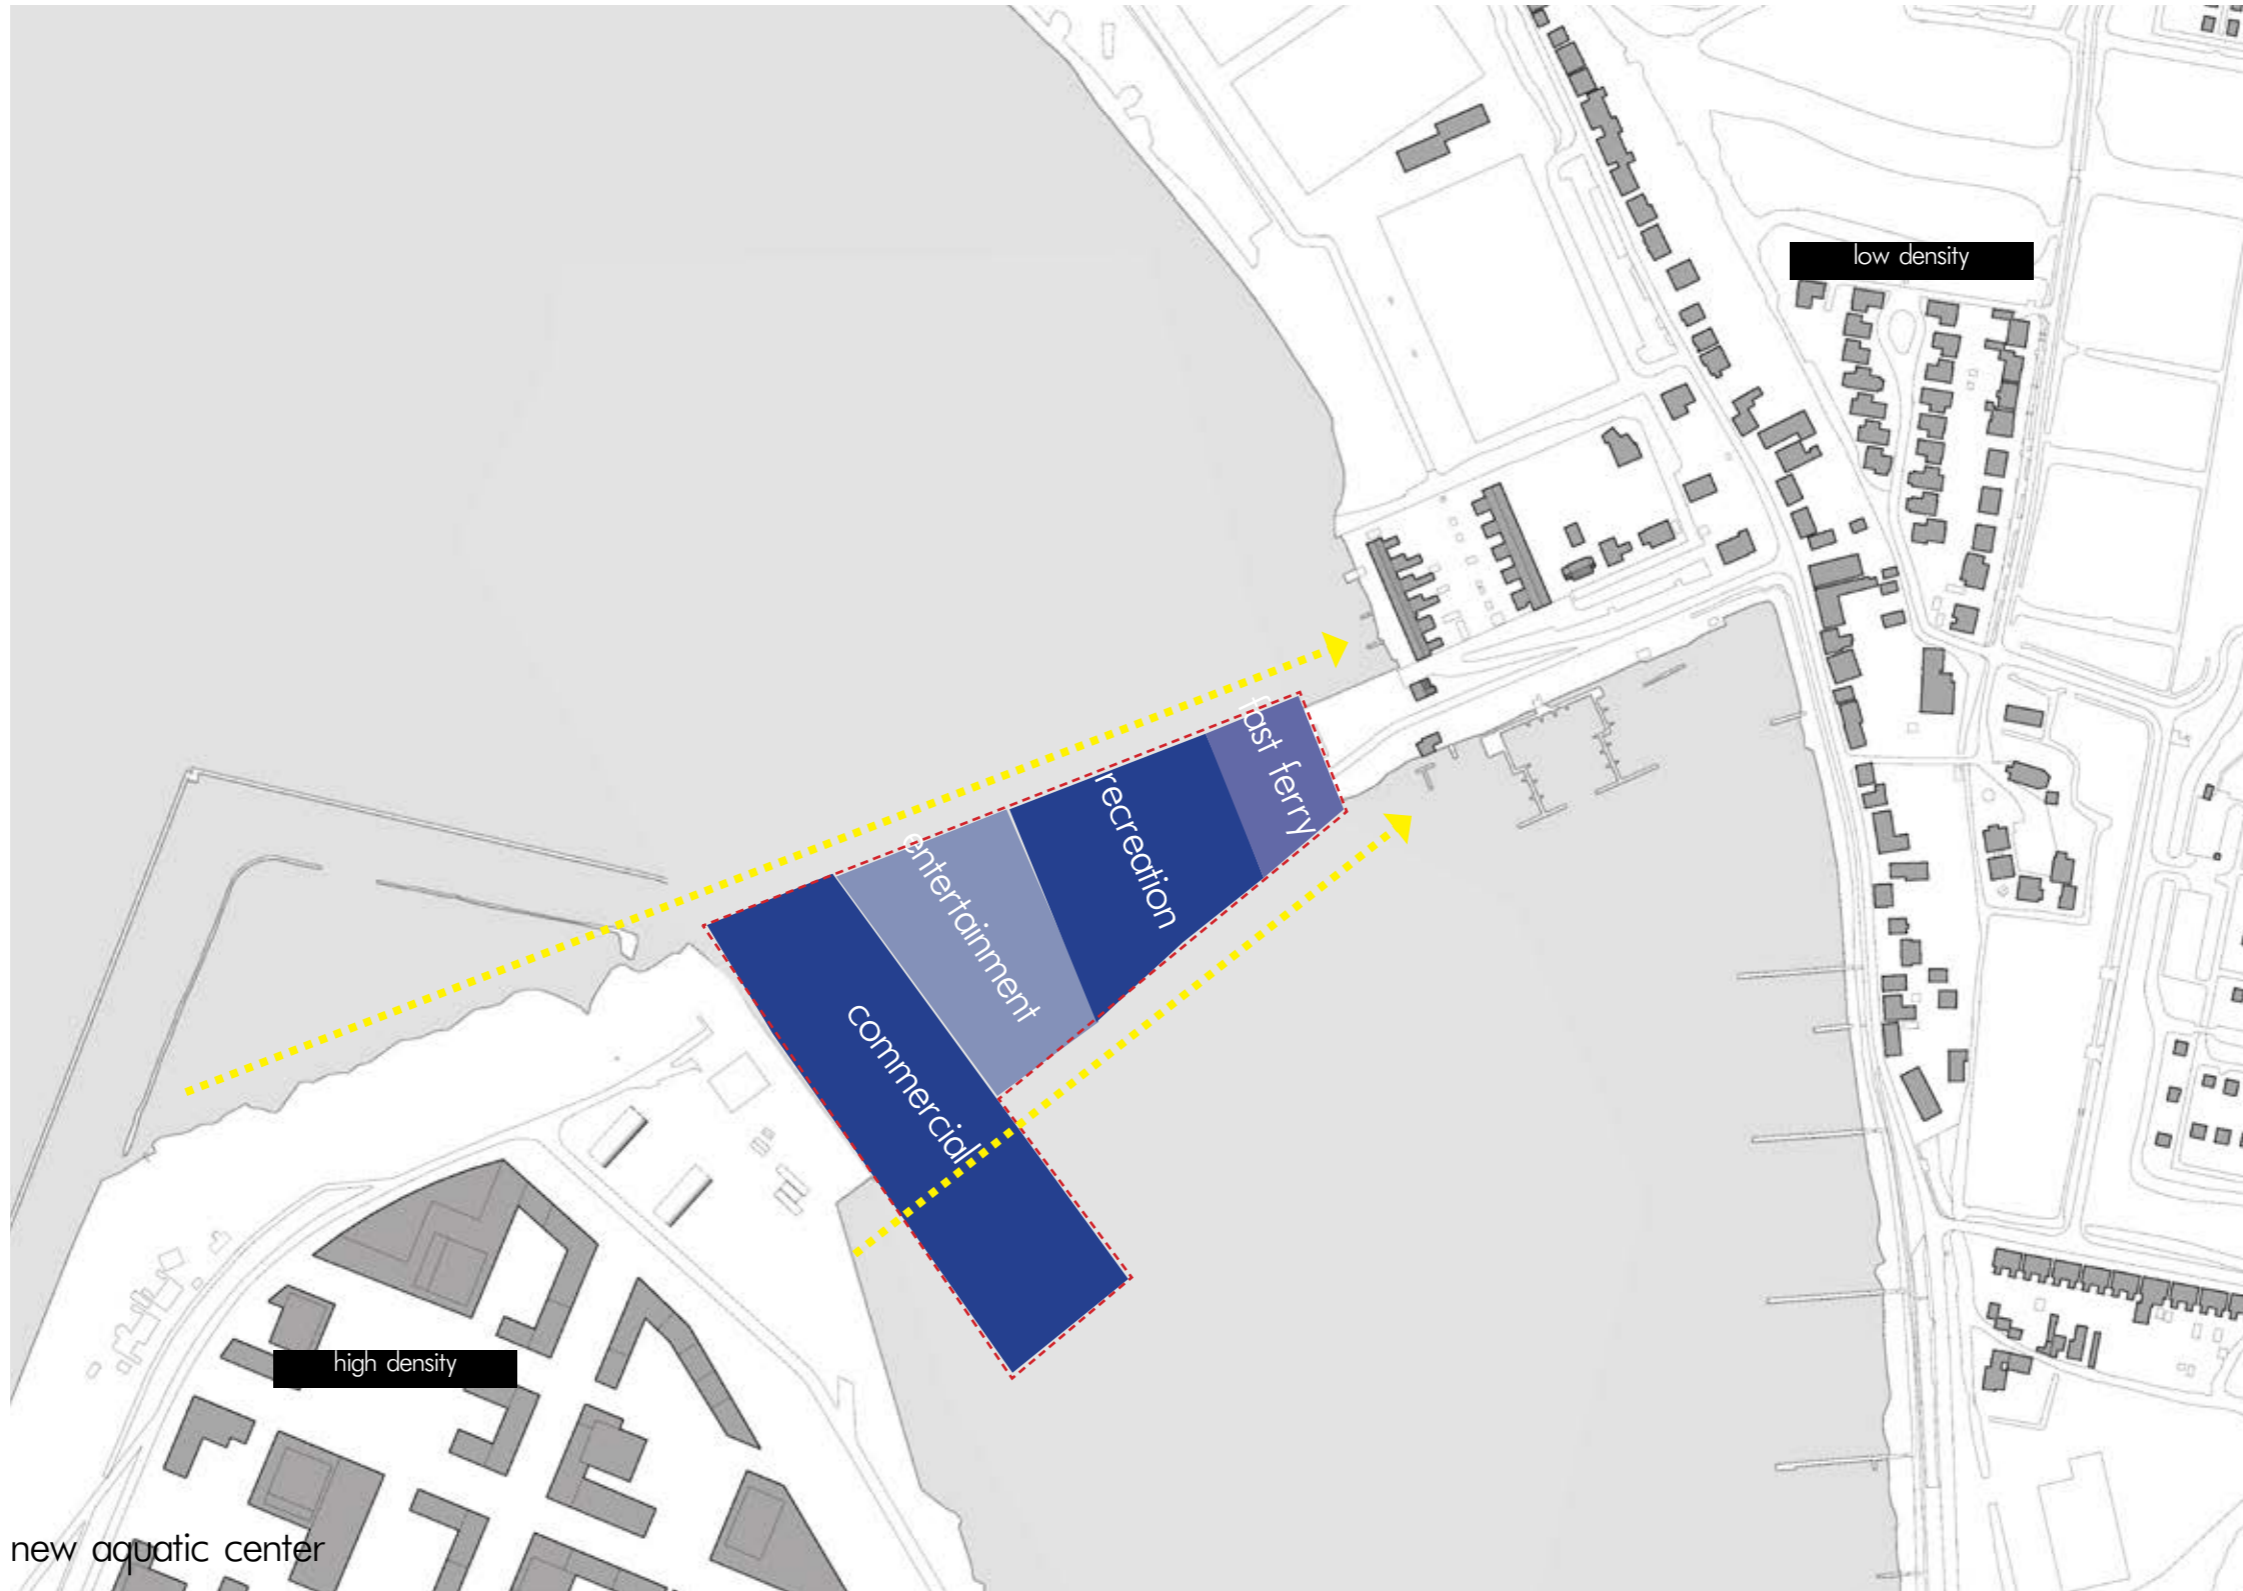 low density
fast ferry
recreation
entertainment
commercial
high density
new aquatic center